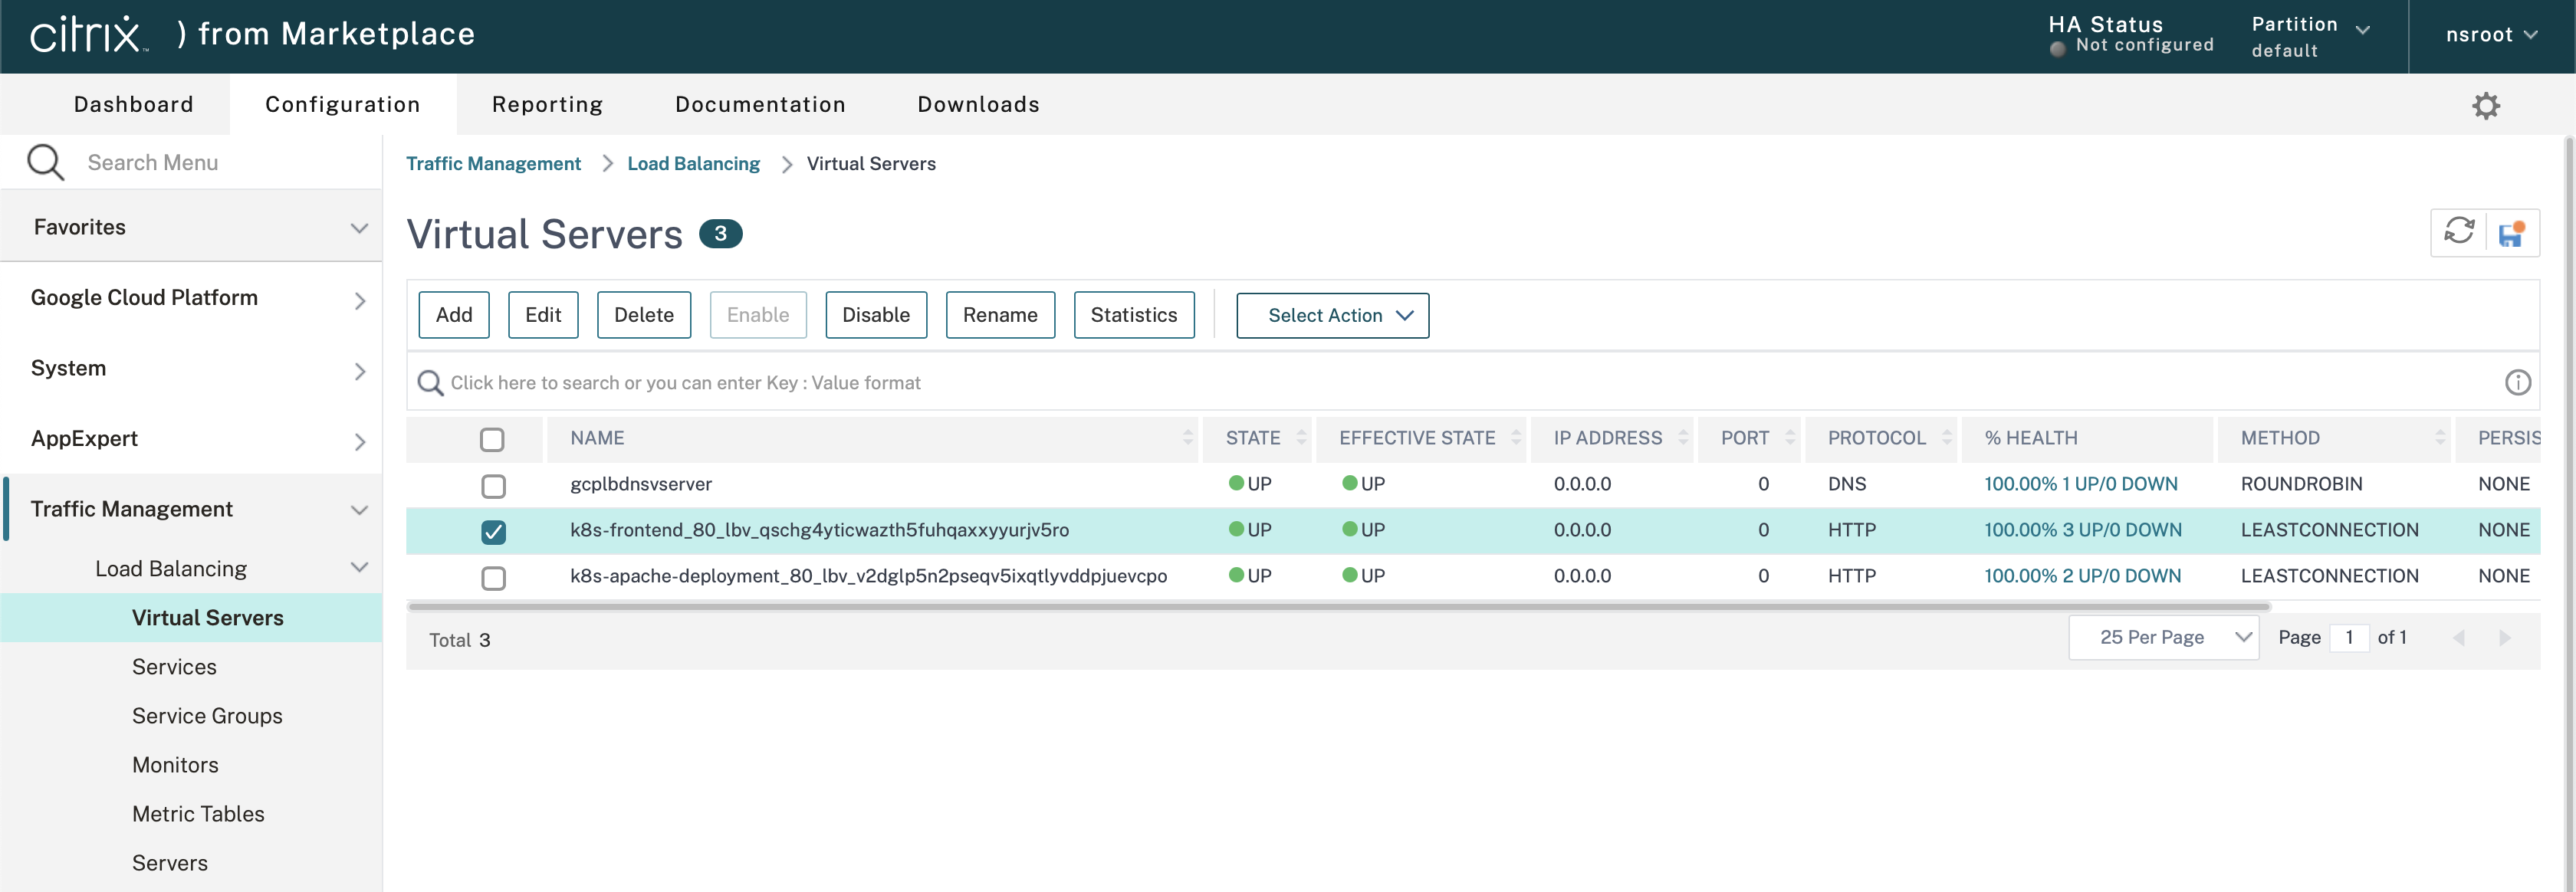 citrix™ ) from Marketplace
HA Status
Not configured
Partition
default
nsroot
Dashboard Configuration Reporting Documentation Downloads
Search Menu
Favorites
Google Cloud Platform
System
AppExpert
Traffic Management
Load Balancing
Virtual Servers
Services
Service Groups
Monitors
Metric Tables
Servers
Traffic Management > Load Balancing > Virtual Servers
Virtual Servers 3
Add Edit Delete Enable Disable Rename Statistics Select Action
Click here to search or you can enter Key : Value format
NAME STATE EFFECTIVE STATE IP ADDRESS PORT PROTOCOL % HEALTH METHOD PERSIS
gcplbdnsvserver UP UP 0.0.0.0 0 DNS 100.00% 1 UP/0 DOWN ROUNDROBIN NONE
k8s-frontend_80_lbv_qschg4yticwazth5fuhqaxxyyurjv5ro UP UP 0.0.0.0 0 HTTP 100.00% 3 UP/0 DOWN LEASTCONNECTION NONE
k8s-apache-deployment_80_lbv_v2dglp5n2pseqv5ixqtlyvddpjuevcpo UP UP 0.0.0.0 0 HTTP 100.00% 2 UP/0 DOWN LEASTCONNECTION NONE
Total 3
25 Per Page Page 1 of 1